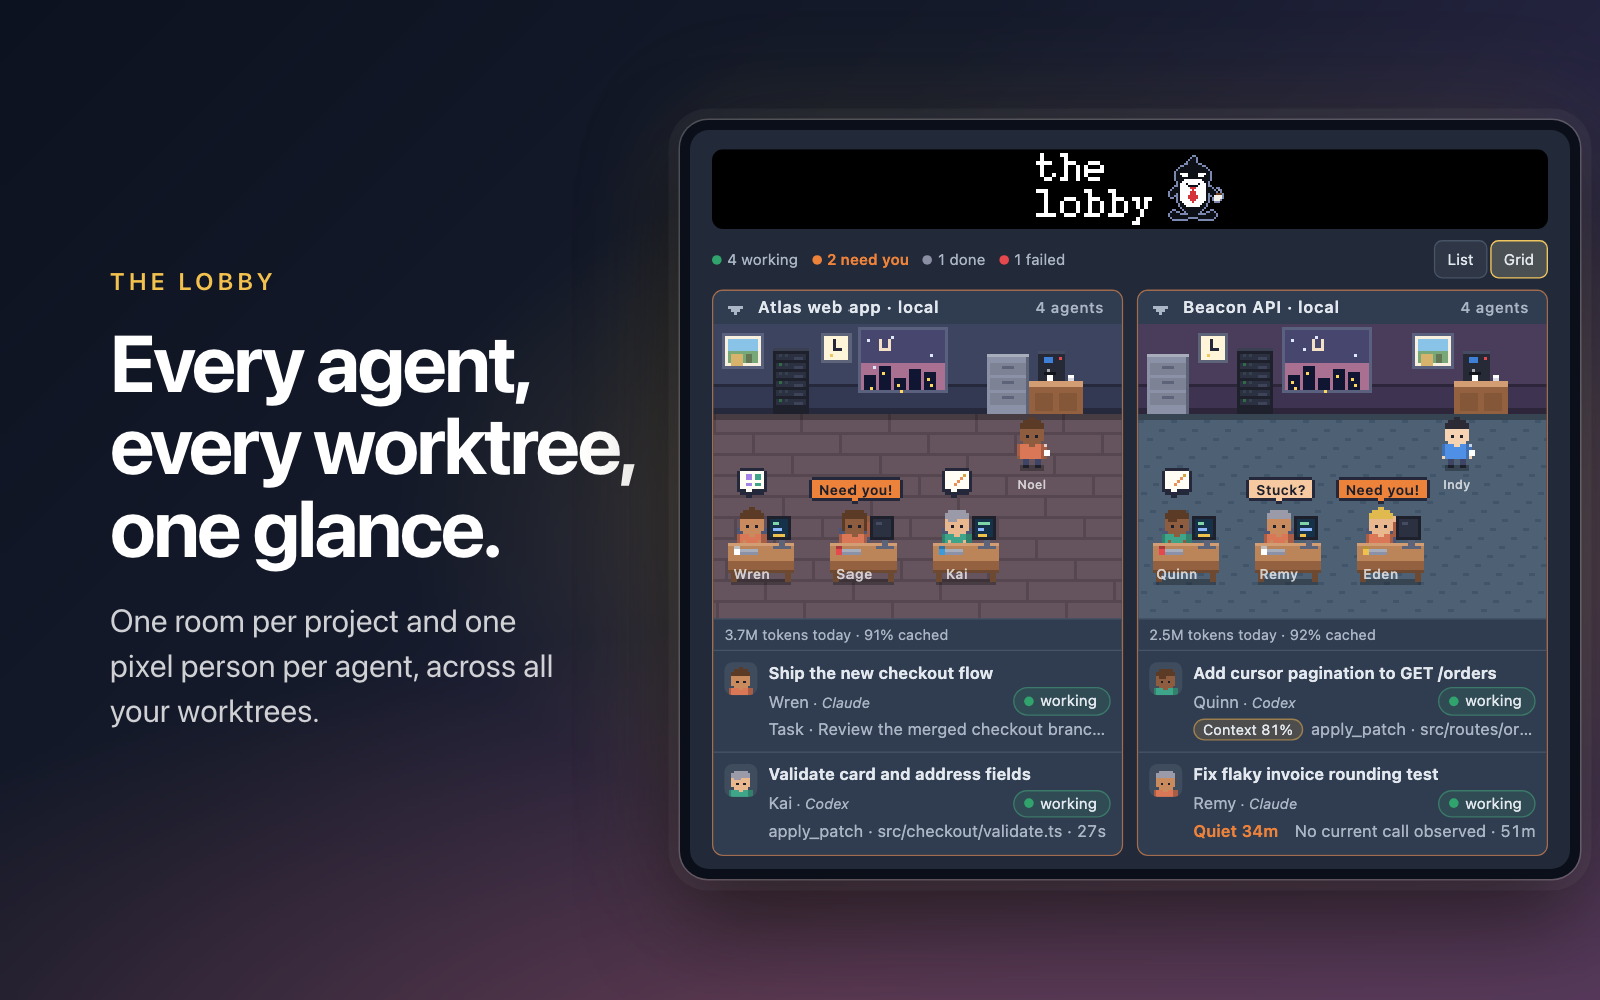 THE LOBBY
Every agent,
every worktree,
one glance.
One room per project and one
pixel person per agent, across all
your worktrees.
the
lobby
4 working 2 need you 1 done 1 failed
List Grid
Atlas web app · local 4 agents
Need you!
Noel
Wren Sage Kai
3.7M tokens today · 91% cached
Ship the new checkout flow
Wren · Claude working
Task · Review the merged checkout branc...
Validate card and address fields
Kai · Codex working
apply_patch · src/checkout/validate.ts · 27s
Beacon API · local 4 agents
Stuck? Need you! Indy
Quinn Remy Eden
2.5M tokens today · 92% cached
Add cursor pagination to GET /orders
Quinn · Codex working
Context 81% apply_patch · src/routes/or...
Fix flaky invoice rounding test
Remy · Claude working
Quiet 34m No current call observed · 51m